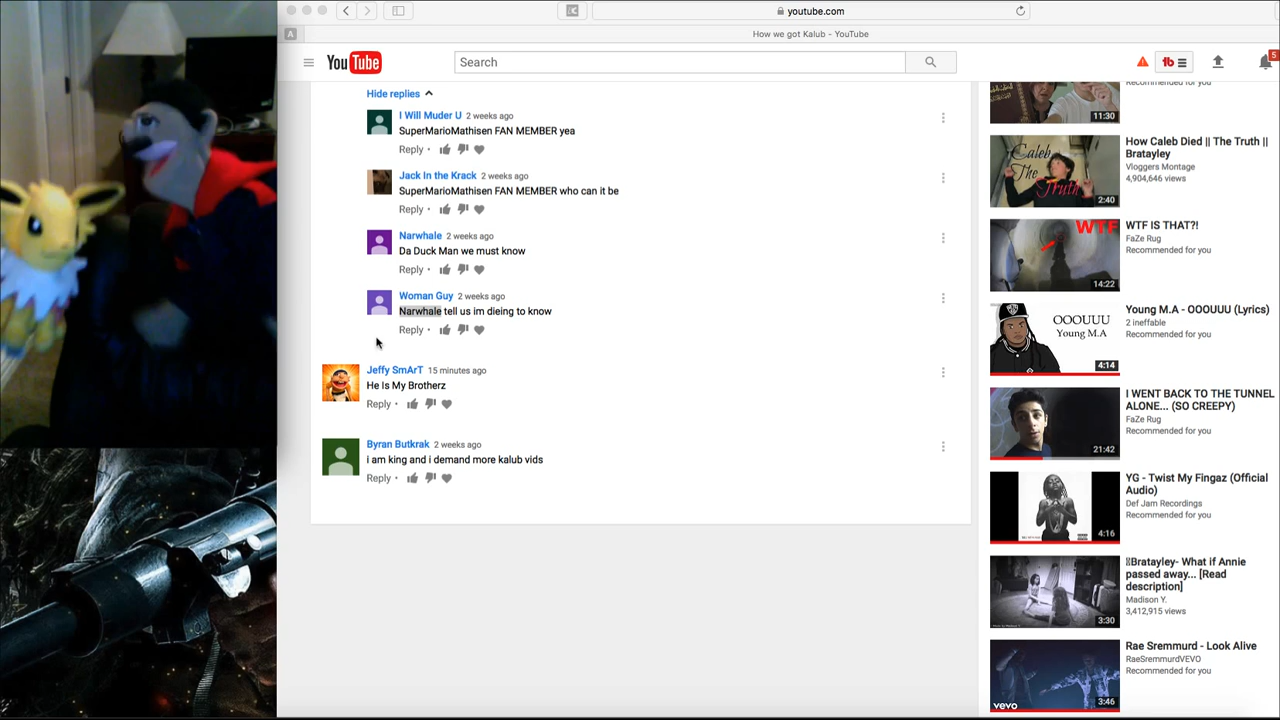 youtube.com
A
How we got Kalub - YouTube
YouTube
Search
5
Hide replies
I Will Muder U 2 weeks ago
SuperMarioMathisen FAN MEMBER yea
Reply
Jack In the Krack 2 weeks ago
SuperMarioMathisen FAN MEMBER who can it be
Reply
Narwhale 2 weeks ago
Da Duck Man we must know
Reply
Woman Guy 2 weeks ago
Narwhale tell us im dieing to know
Reply
Jeffy SmArT 15 minutes ago
He Is My Brotherz
Reply
Byran Butkrak 2 weeks ago
i am king and i demand more kalub vids
Reply
Recommended for you
11:30
Caleb
The
Truth
2:40
How Caleb Died || The Truth ||
Bratayley
Vloggers Montage
4,904,646 views
WTF
14:22
WTF IS THAT?!
FaZe Rug
Recommended for you
OOOUUU
Young M.A
4:14
Young M.A - OOOUUU (Lyrics)
2 ineffable
Recommended for you
21:42
I WENT BACK TO THE TUNNEL
ALONE... (SO CREEPY)
FaZe Rug
Recommended for you
4:16
YG - Twist My Fingaz (Official
Audio)
Def Jam Recordings
Recommended for you
3:30
Bratayley- What if Annie
passed away... [Read
description]
Madison Y.
3,412,915 views
vevo
3:46
Rae Sremmurd - Look Alive
RaeSremmurdVEVO
Recommended for you